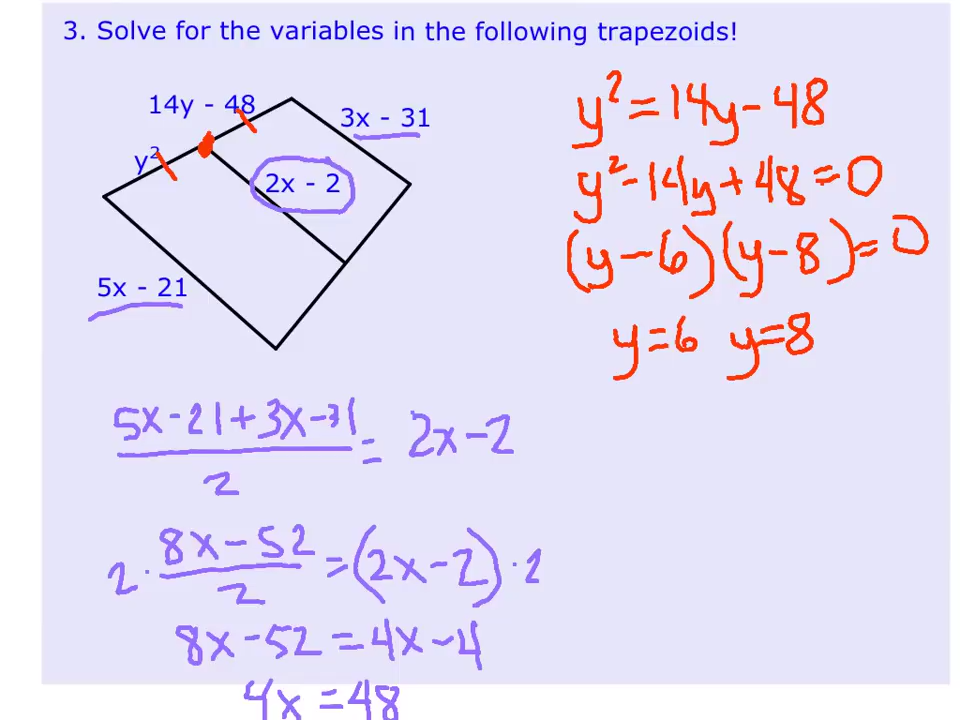 3. Solve for the variables in the following trapezoids!
14y - 48
3x - 31
y²
2x - 2
5x - 21
y² = 14y - 48
y² - 14y + 48 = 0
(y - 6)(y - 8) = 0
y = 6 y = 8
5x - 21 + 3x - 31 = 2x - 2
2
2 · 8x - 52 = (2x - 2) · 2
2
8x - 52 = 4x - 4
4x = 48